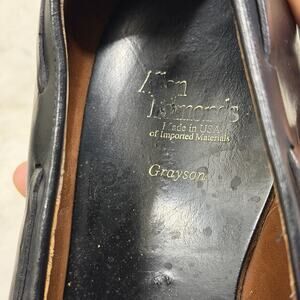 Allen
Edmonds
Made in USA
of Imported Materials
Grayson